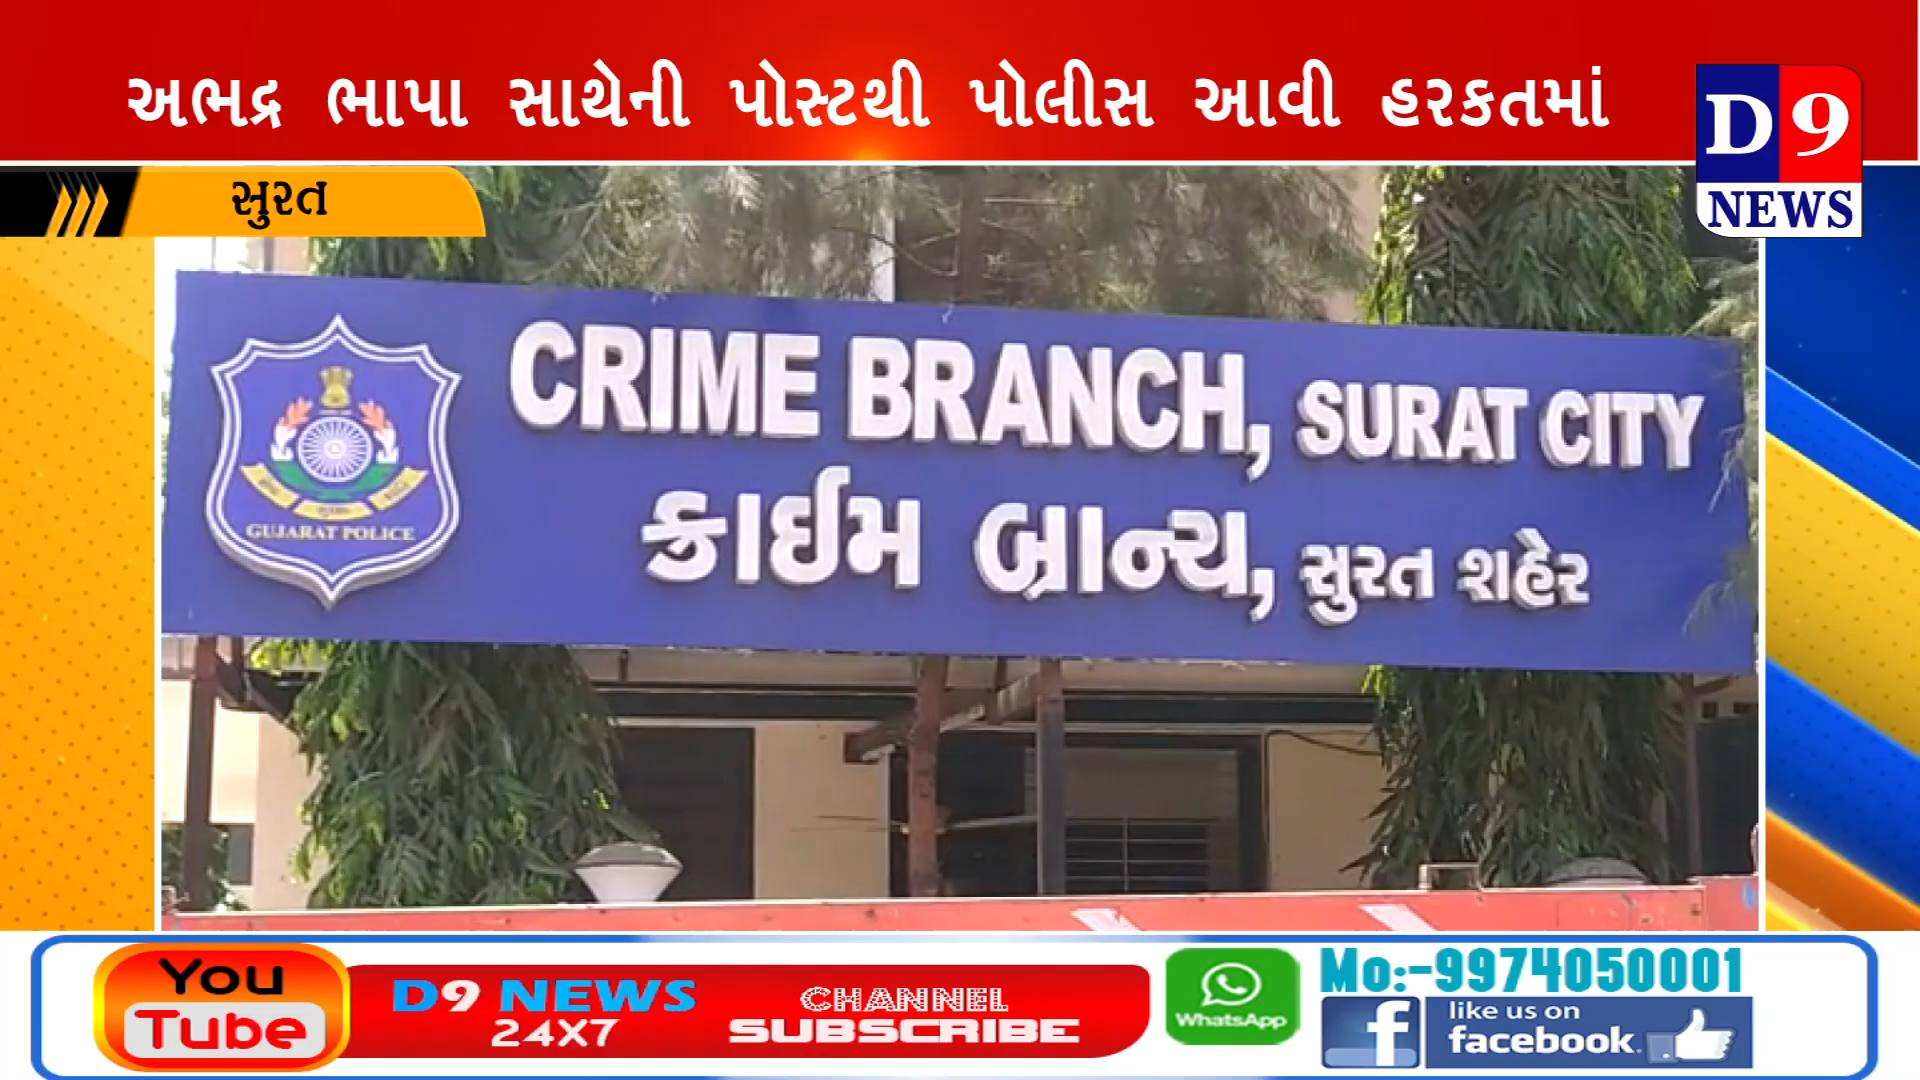 અભદ્ર ભાપા સાથેની પોસ્ટથી પોલીસ આવી હરકતમાં
D9
NEWS
સુરત
CRIME BRANCH, SURAT CITY
ક્રાઈમ બ્રાન્ચ, સુરત શહેર
GUJARAT POLICE
You
Tube
D9 NEWS
24X7
CHANNEL
SUBSCRIBE
WhatsApp
Mo:-9974050001
f
like us on
facebook